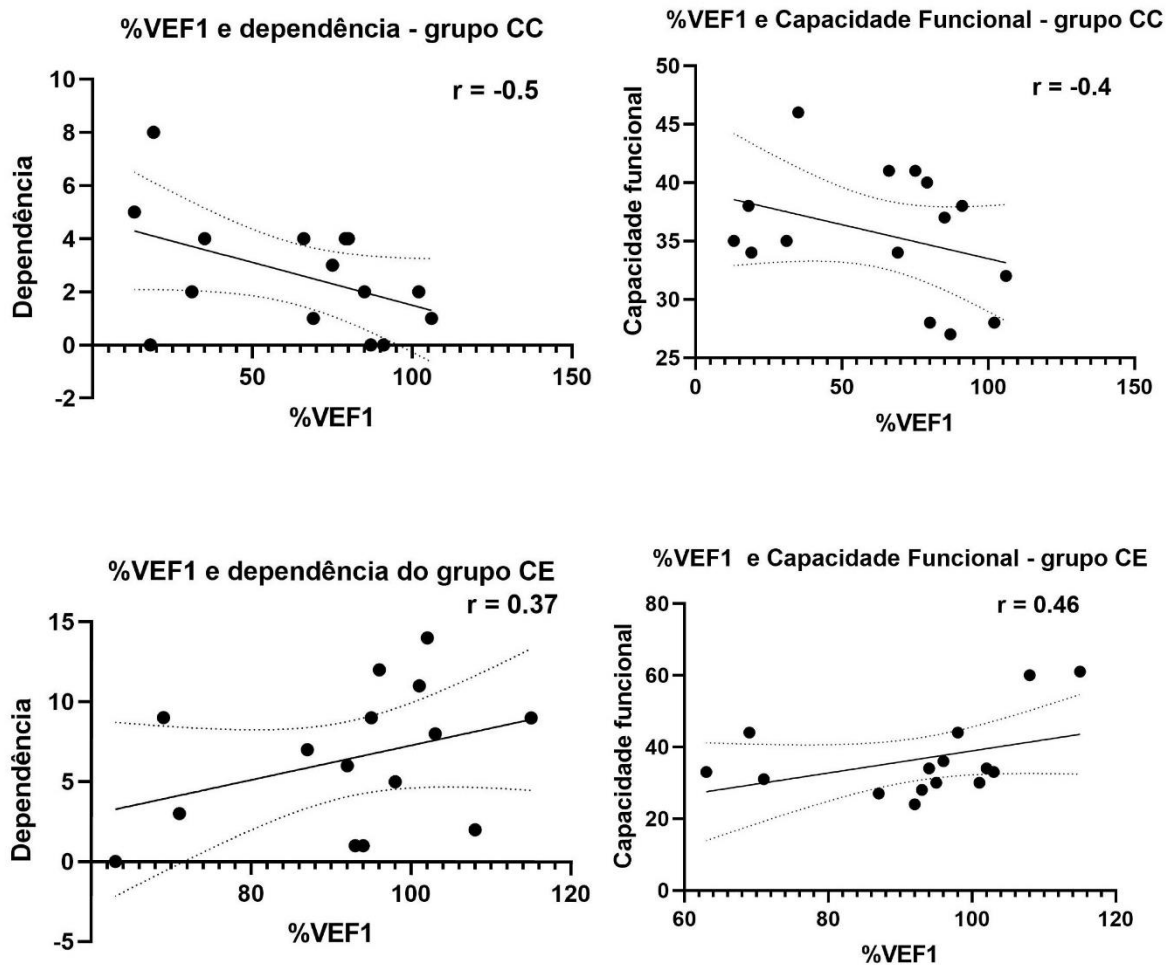 %VEF1 e dependência - grupo CC
r = -0.5
Dependência
10
8
6
4
2
0
-2
50
100
150
%VEF1
%VEF1 e Capacidade Funcional - grupo CC
r = -0.4
Capacidade funcional
50
45
40
35
30
25
0
50
100
150
%VEF1
%VEF1 e dependência do grupo CE
r = 0.37
Dependência
15
10
5
0
-5
80
100
120
%VEF1
%VEF1 e Capacidade Funcional - grupo CE
r = 0.46
Capacidade funcional
80
60
40
20
0
60
80
100
120
%VEF1